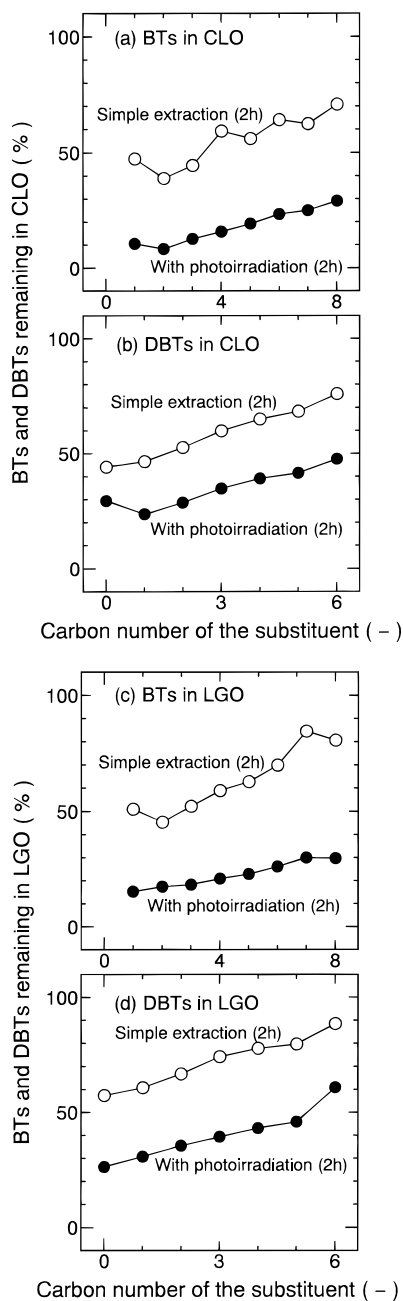 BTs and DBTs remaining in CLO ( % )
100
(a) BTs in CLO
Simple extraction (2h)
50
0
With photoirradiation (2h)
0 4 8
100
(b) DBTs in CLO
Simple extraction (2h)
50
With photoirradiation (2h)
0
0 3 6
Carbon number of the substituent ( − )
BTs and DBTs remaining in LGO ( % )
100
(c) BTs in LGO
Simple extraction (2h)
50
With photoirradiation (2h)
0
0 4 8
100
(d) DBTs in LGO
Simple extraction (2h)
50
With photoirradiation (2h)
0
0 3 6
Carbon number of the substituent ( − )